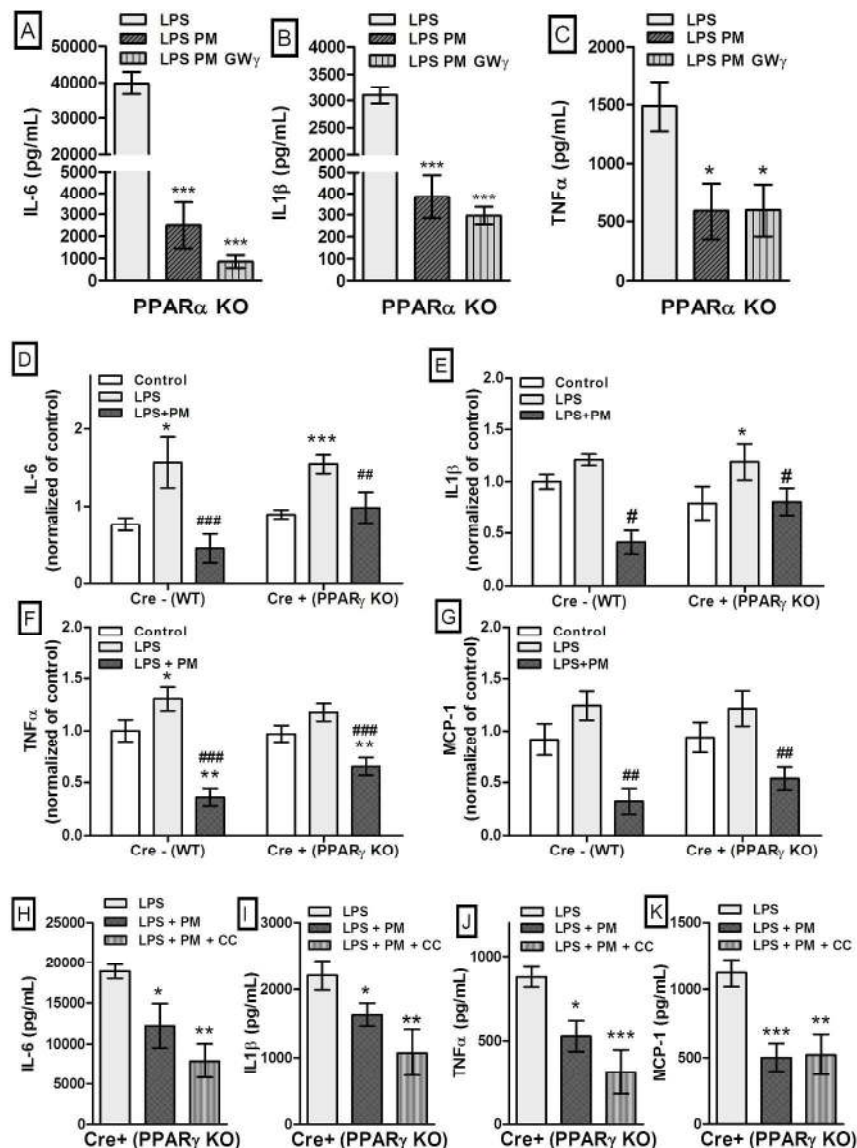 A
LPS
LPS PM
LPS PM GWγ
IL-6 (pg/mL)
50000
40000
30000
20000
5000
4000
3000
2000
1000
0
***
***
PPARα KO
B
LPS
LPS PM
LPS PM GWγ
IL1β (pg/mL)
4000
3000
2000
1000
500
400
300
200
100
0
***
***
PPARα KO
C
LPS
LPS PM
LPS PM GWγ
TNFα (pg/mL)
2000
1500
1000
500
0
*
*
PPARα KO
D
Control
LPS
LPS+PM
IL-6
(normalized of control)
2
1
0
*
###
***
##
Cre - (WT)
Cre + (PPARγ KO)
E
Control
LPS
LPS+PM
IL1β
(normalized of control)
2.0
1.5
1.0
0.5
0.0
#
*
#
Cre - (WT)
Cre + (PPARγ KO)
F
Control
LPS
LPS + PM
TNFα
(normalized of control)
2.0
1.5
1.0
0.5
0.0
*
###
**
###
**
Cre - (WT)
Cre + (PPARγ KO)
G
Control
LPS
LPS+PM
MCP-1
(normalized of control)
2.0
1.5
1.0
0.5
0.0
##
##
Cre - (WT)
Cre + (PPARγ KO)
H
LPS
LPS + PM
LPS + PM + CC
IL-6 (pg/mL)
25000
20000
15000
10000
5000
0
*
**
Cre+ (PPARγ KO)
I
LPS
LPS + PM
LPS + PM + CC
IL1β (pg/mL)
3000
2000
1000
0
*
**
Cre+ (PPARγ KO)
J
LPS
LPS + PM
LPS + PM + CC
TNFα (pg/mL)
1000
500
0
*
***
Cre+ (PPARγ KO)
K
LPS
LPS + PM
LPS + PM + CC
MCP-1 (pg/mL)
1500
1000
500
0
***
**
Cre+ (PPARγ KO)